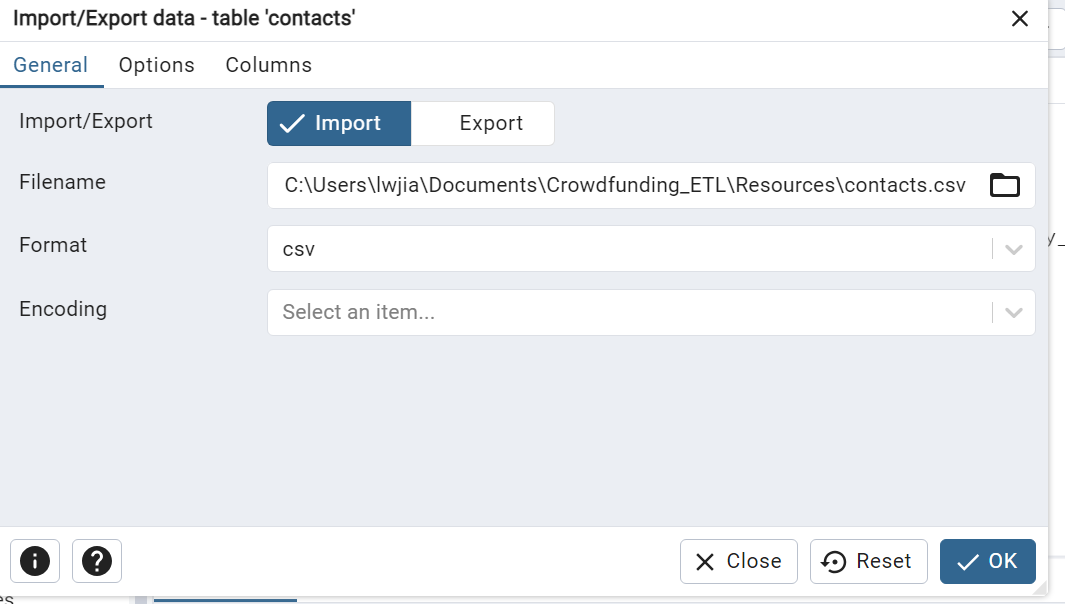 Import/Export data - table 'contacts'
General Options Columns
Import/Export Import Export
Filename C:\Users\lwjia\Documents\Crowdfunding_ETL\Resources\contacts.csv
Format csv
Encoding Select an item...
Close Reset OK